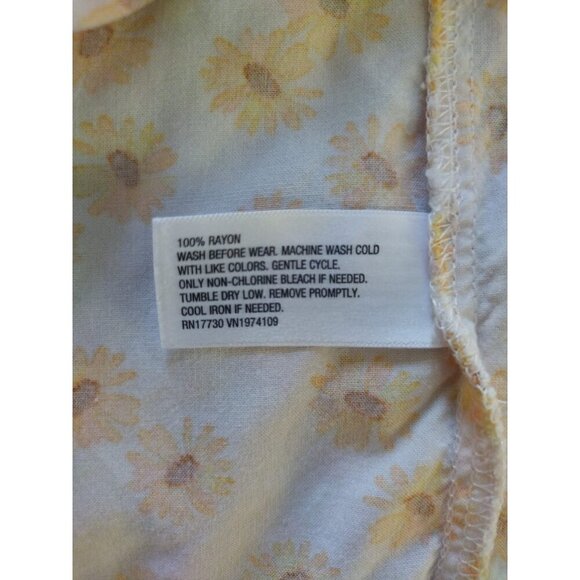 100% RAYON
WASH BEFORE WEAR. MACHINE WASH COLD
WITH LIKE COLORS. GENTLE CYCLE.
ONLY NON-CHLORINE BLEACH IF NEEDED.
TUMBLE DRY LOW. REMOVE PROMPTLY.
COOL IRON IF NEEDED.
RN17730 VN1974109